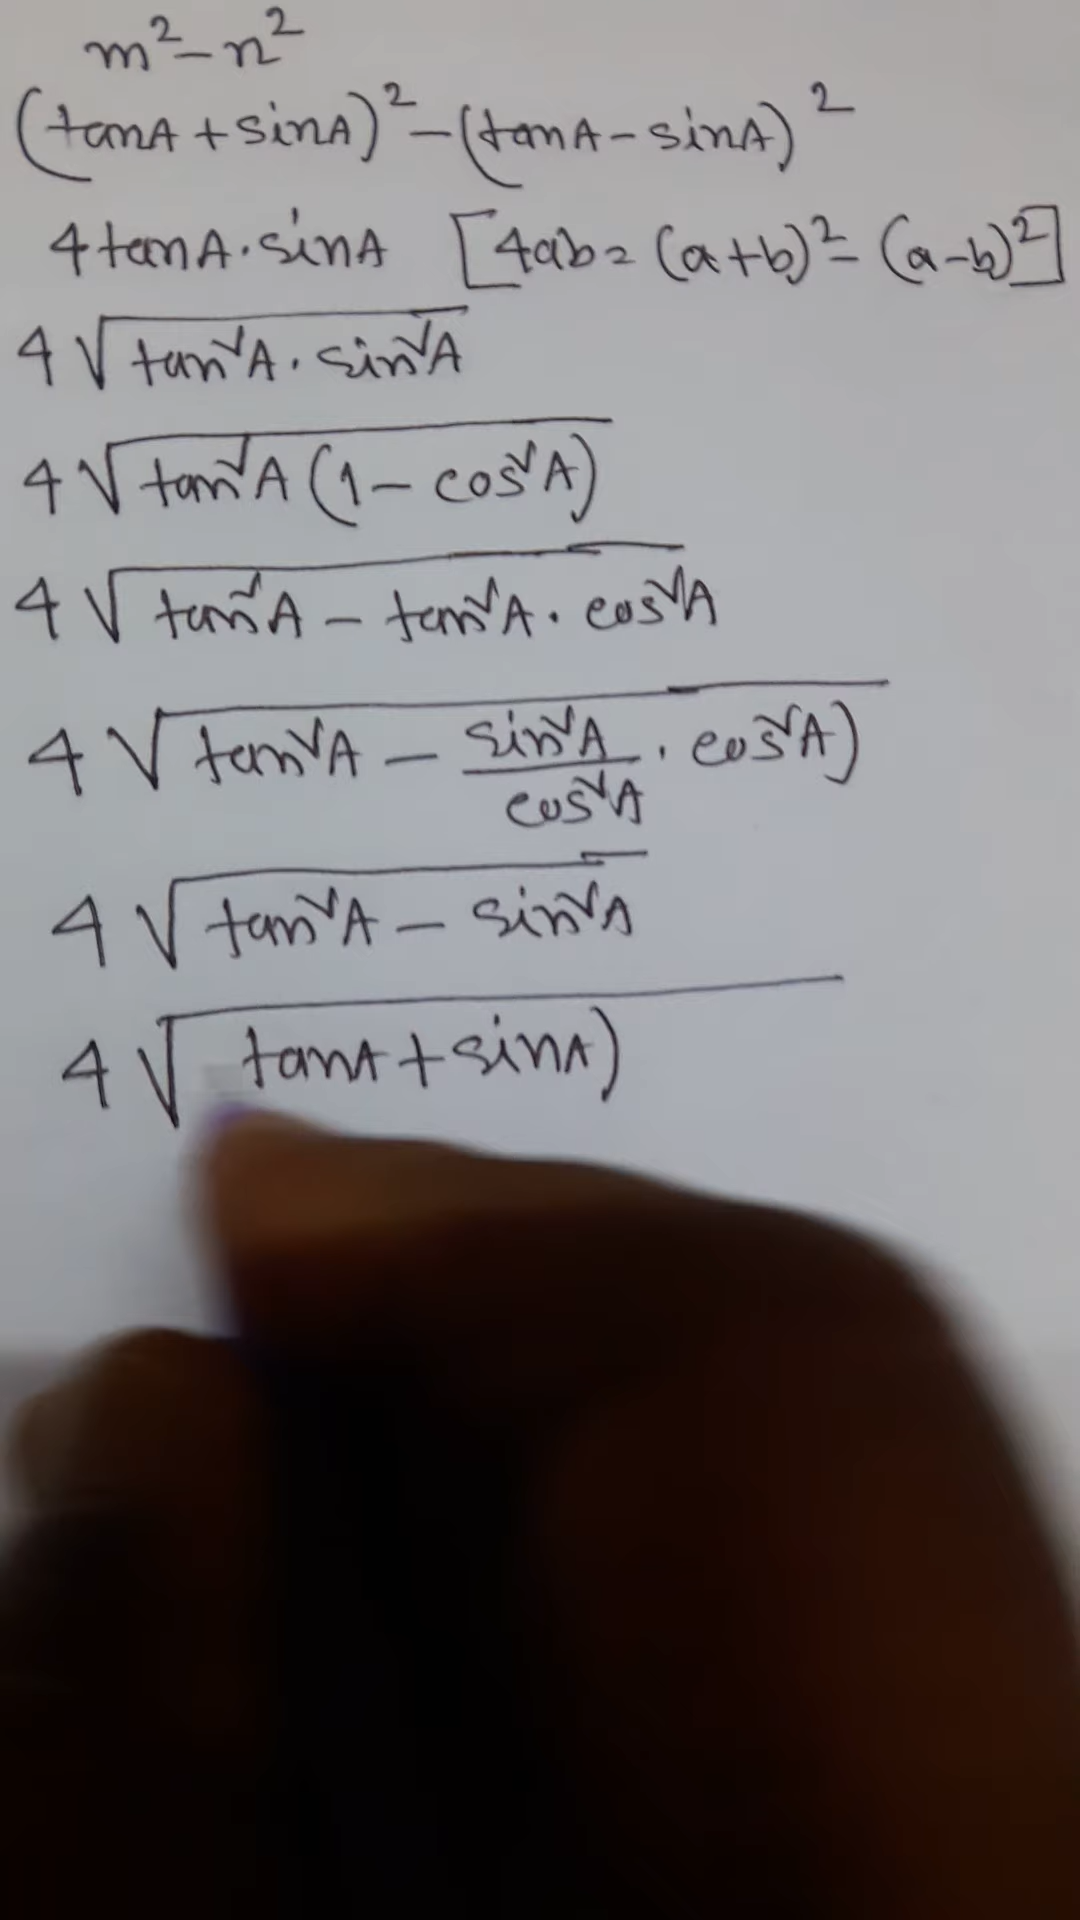 m²-n²
(tanA+sinA)²-(tanA-sinA)²
4tanA.sinA [4ab=(a+b)²-(a-b)²]
4√tan²A.sin²A
4√tan²A(1-cos²A)
4√tan²A-tan²A.cos²A
4√tan²A-sin²A/cos²A.cos²A)
4√tan²A-sin²A
4√tanA+sinA)